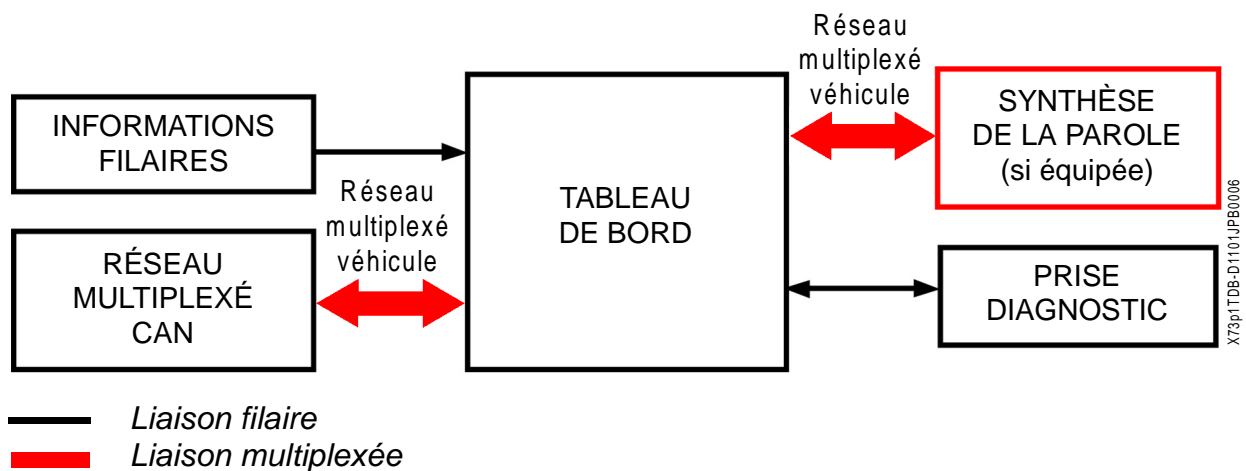 INFORMATIONS
FILAIRES
RÉSEAU
MULTIPLEXÉ
CAN
Réseau
multiplexé
véhicule
TABLEAU
DE BORD
Réseau
multiplexé
véhicule
SYNTHÈSE
DE LA PAROLE
(si équipée)
PRISE
DIAGNOSTIC
X73p1TDB-D1101JPB0006
Liaison filaire
Liaison multiplexée